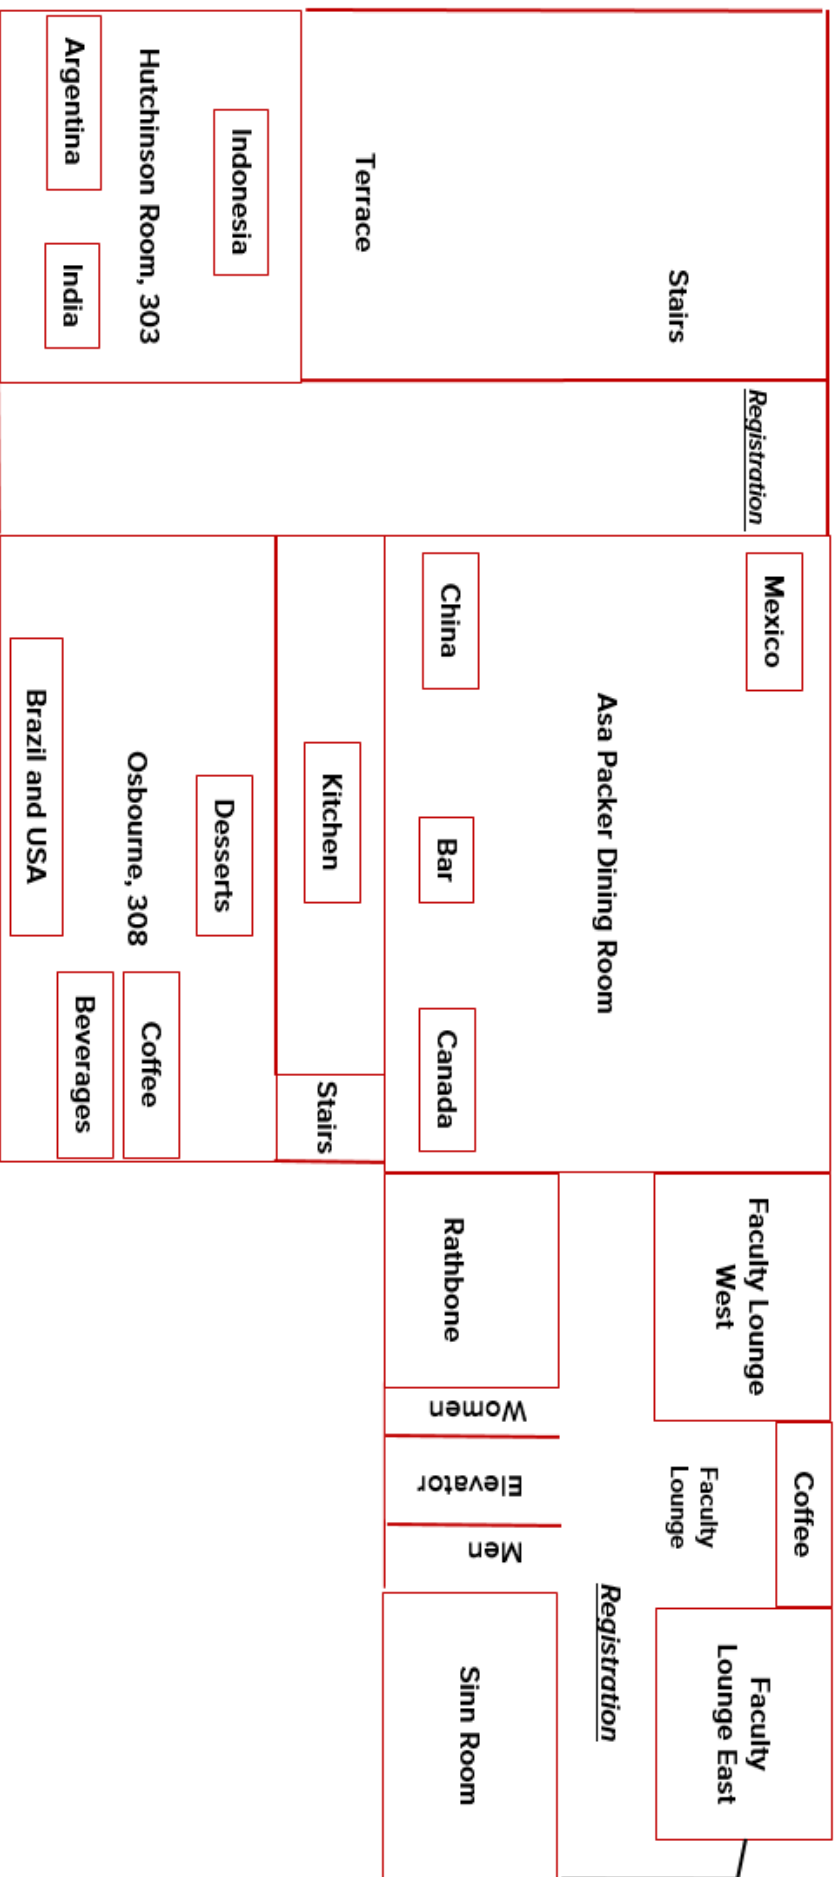 Stairs
Terrace
Indonesia
Hutchinson Room, 303
Argentina
India
Registration
Mexico
Asa Packer Dining Room
China
Bar
Canada
Kitchen
Stairs
Desserts
Osbourne, 308
Brazil and USA
Coffee
Beverages
Faculty Lounge
West
Rathbone
Women
Elevator
Men
Coffee
Faculty
Lounge
Registration
Faculty
Lounge East
Sinn Room